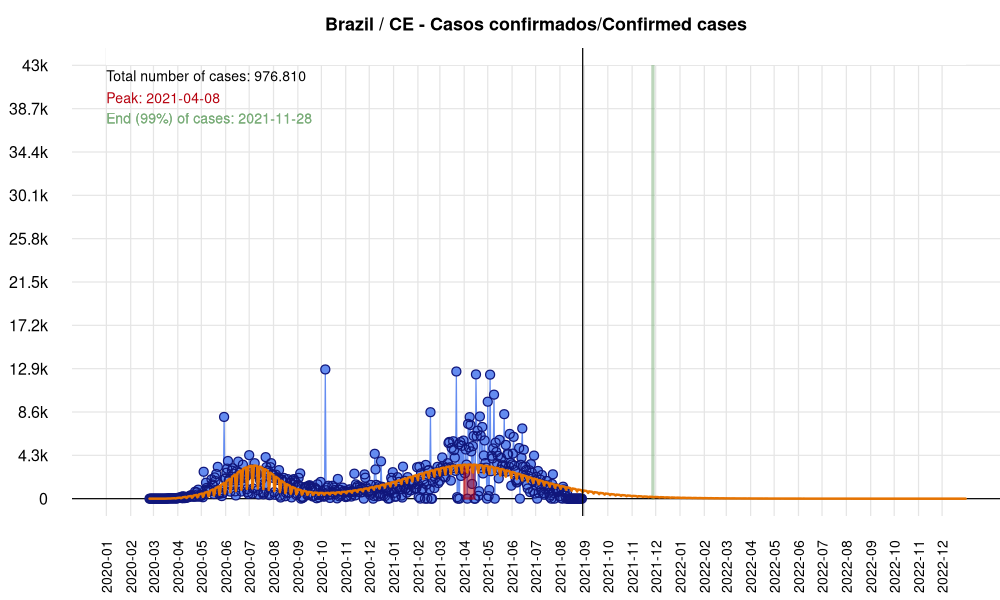 Brazil / CE - Casos confirmados/Confirmed cases
43k
Total number of cases: 976.810
Peak: 2021-04-08
End (99%) of cases: 2021-11-28
38.7k
34.4k
30.1k
25.8k
21.5k
17.2k
12.9k
8.6k
4.3k
0
2020-01
2020-02
2020-03
2020-04
2020-05
2020-06
2020-07
2020-08
2020-09
2020-10
2020-11
2020-12
2021-01
2021-02
2021-03
2021-04
2021-05
2021-06
2021-07
2021-08
2021-09
2021-10
2021-11
2021-12
2022-01
2022-02
2022-03
2022-04
2022-05
2022-06
2022-07
2022-08
2022-09
2022-10
2022-11
2022-12